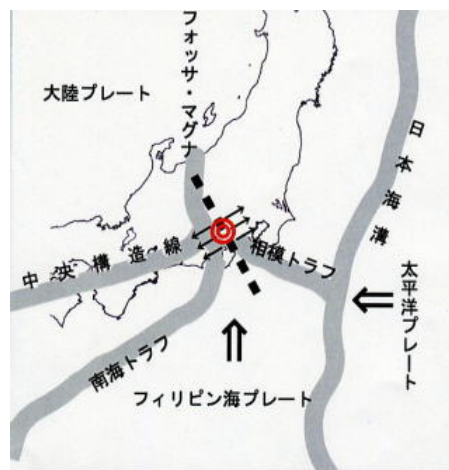 フォッサ・マグナ
大陸プレート
日本海溝
中央構造線
相模トラフ
太平洋プレート
南海トラフ
フィリピン海プレート